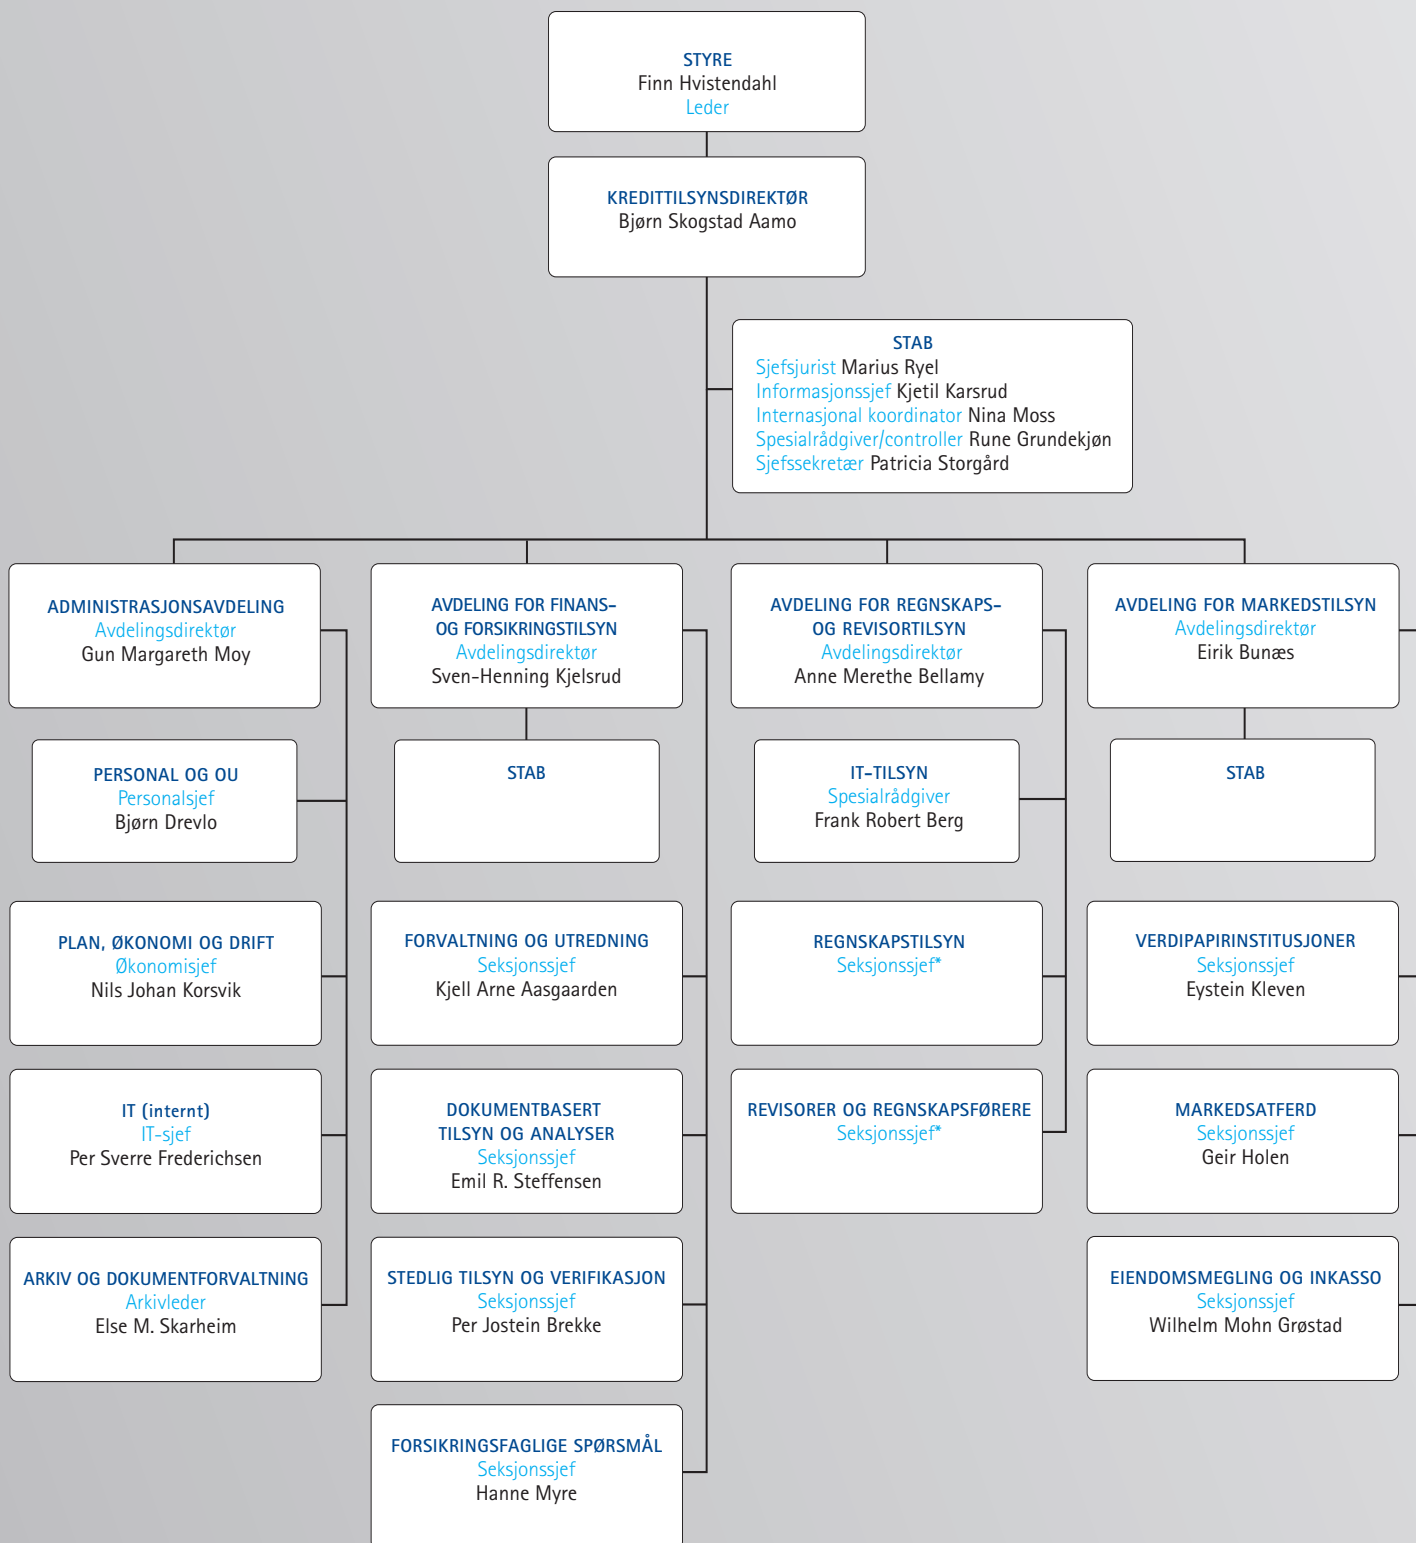 STYRE
Finn Hvistendahl
Leder
KREDITTILSYNSDIREKTØR
Bjørn Skogstad Aamo
STAB
Sjefsjurist Marius Ryel
Informasjonssjef Kjetil Karsrud
Internasjonal koordinator Nina Moss
Spesialrådgiver/controller Rune Grundekjøn
Sjefssekretær Patricia Storgård
ADMINISTRASJONSAVDELING
Avdelingsdirektør
Gun Margareth Moy
AVDELING FOR FINANS-
OG FORSIKRINGSTILSYN
Avdelingsdirektør
Sven-Henning Kjelsrud
AVDELING FOR REGNSKAPS-
OG REVISORTILSYN
Avdelingsdirektør
Anne Merethe Bellamy
AVDELING FOR MARKEDSTILSYN
Avdelingsdirektør
Eirik Bunæs
PERSONAL OG OU
Personalsjef
Bjørn Drevlo
STAB
IT-TILSYN
Spesialrådgiver
Frank Robert Berg
STAB
PLAN, ØKONOMI OG DRIFT
Økonomisjef
Nils Johan Korsvik
FORVALTNING OG UTREDNING
Seksjonssjef
Kjell Arne Aasgaarden
REGNSKAPSTILSYN
Seksjonssjef*
VERDIPAPIRINSTITUSJONER
Seksjonssjef
Eystein Kleven
IT (internt)
IT-sjef
Per Sverre Frederichsen
DOKUMENTBASERT
TILSYN OG ANALYSER
Seksjonssjef
Emil R. Steffensen
REVISORER OG REGNSKAPSFØRERE
Seksjonssjef*
MARKEDSATFERD
Seksjonssjef
Geir Holen
ARKIV OG DOKUMENTFORVALTNING
Arkivleder
Else M. Skarheim
STEDLIG TILSYN OG VERIFIKASJON
Seksjonssjef
Per Jostein Brekke
EIENDOMSMEGLING OG INKASSO
Seksjonssjef
Wilhelm Mohn Grøstad
FORSIKRINGSFAGLIGE SPØRSMÅL
Seksjonssjef
Hanne Myre